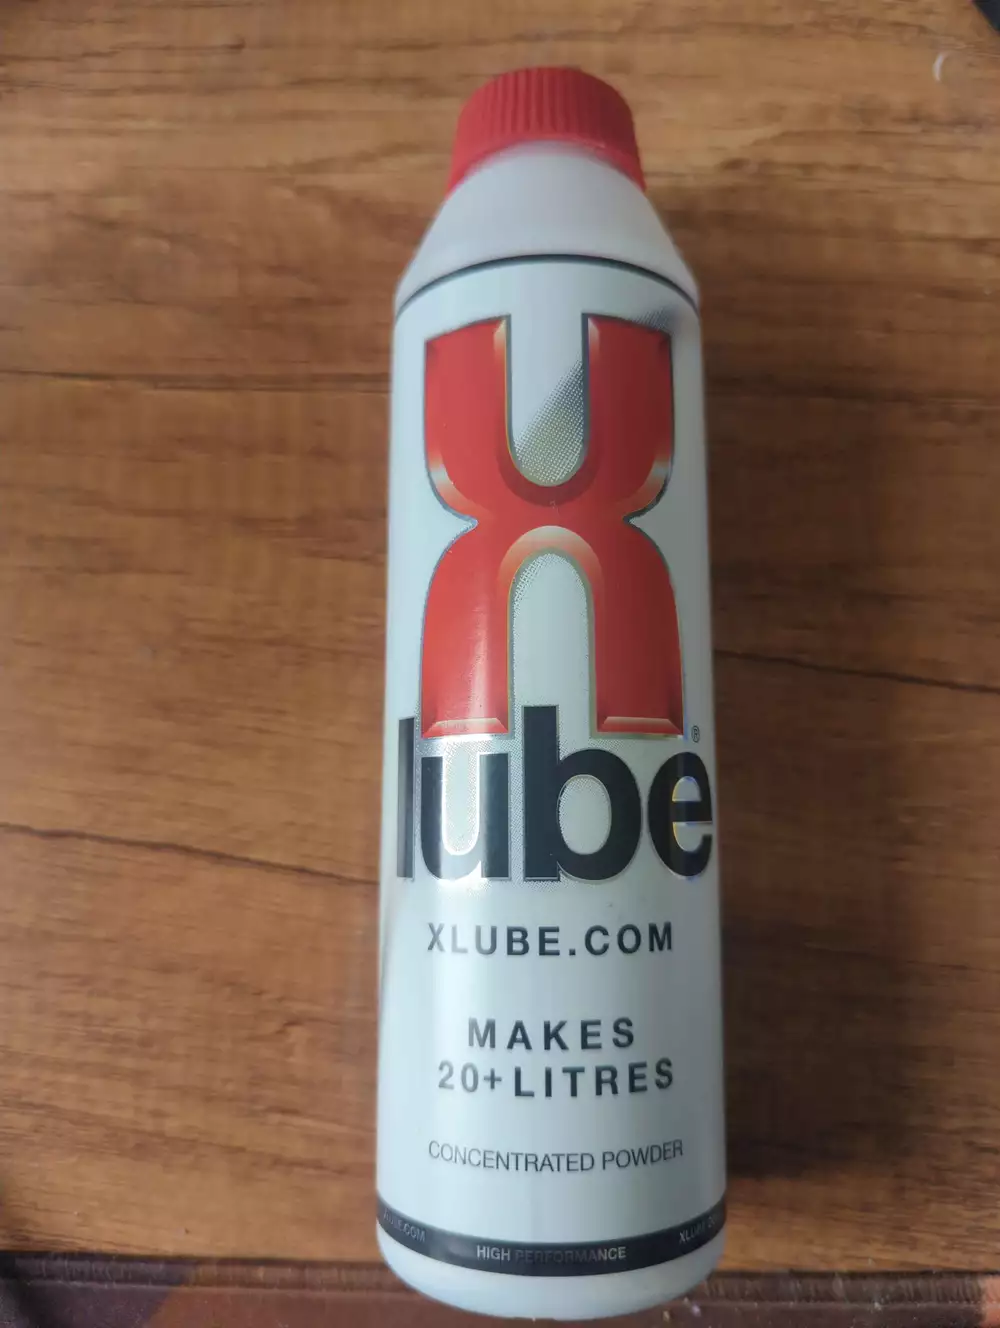 X
lube®
XLUBE.COM
MAKES
20+ LITRES
CONCENTRATED POWDER
XLUBE.COM HIGH PERFORMANCE